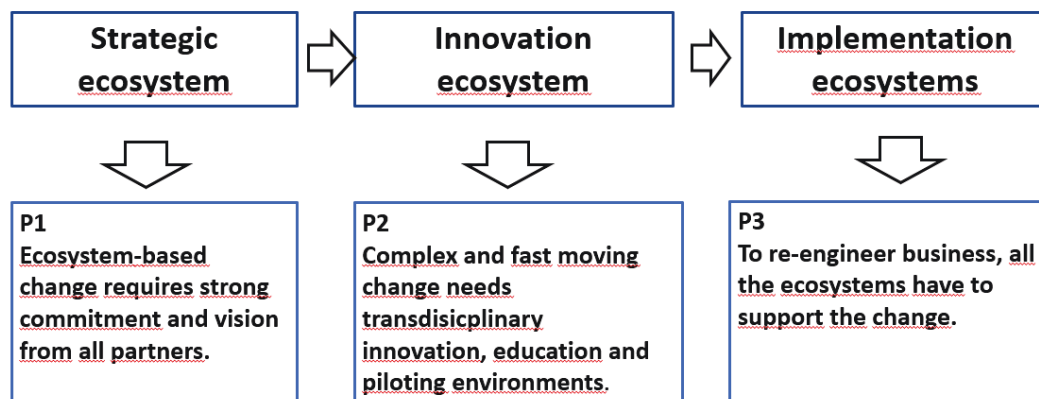 Strategic
ecosystem
Innovation
ecosystem
Implementation
ecosystems
P1
Ecosystem-based
change requires strong
commitment and vision
from all partners.
P2
Complex and fast moving
change needs
transdisicplinary
innovation, education and
piloting environments.
P3
To re-engineer business, all
the ecosystems have to
support the change.